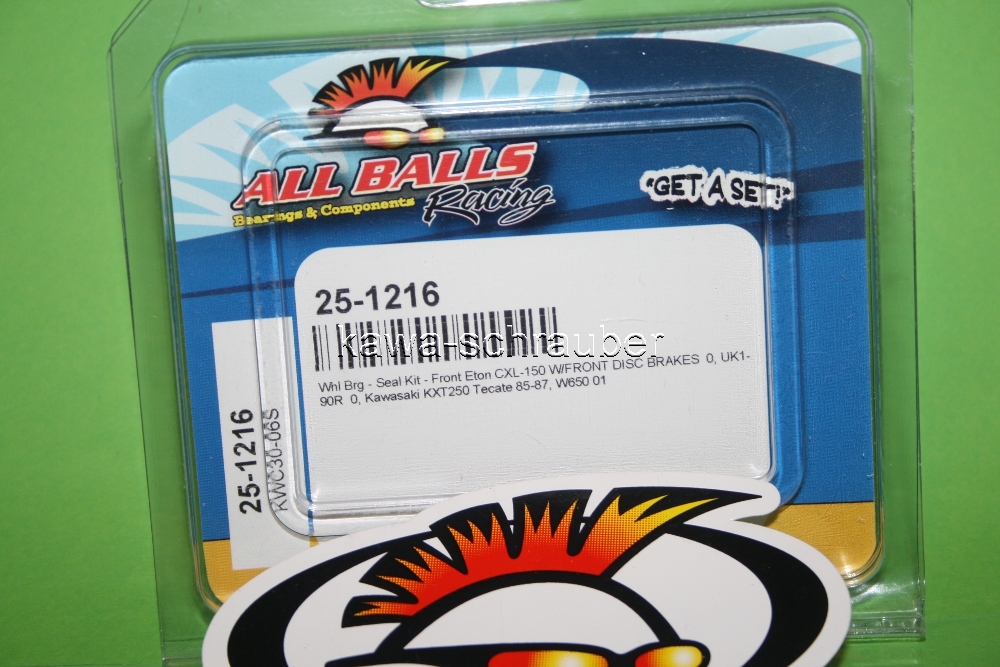 ALL BALLS
Racing
Bearings & Components
"GET A SET!"
25-1216
kawa-schrauber
Whl Brg - Seal Kit - Front Eton CXL-150 W/FRONT DISC BRAKES 0, UK1-
90R 0, Kawasaki KXT250 Tecate 85-87, W650 01
25-1216
KWC30-06S